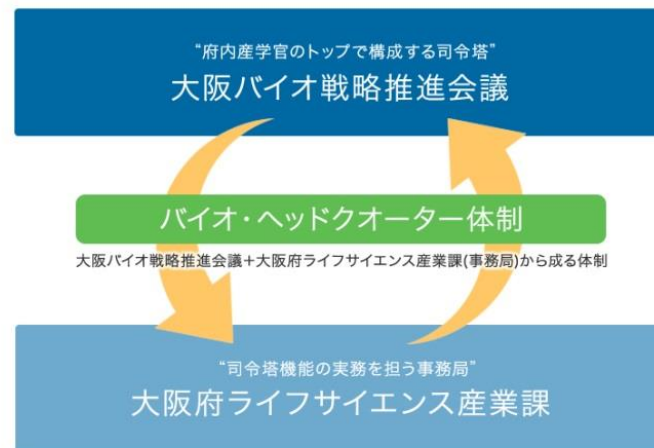 “府内産学官のトップで構成する司令塔”
大阪バイオ戦略推進会議
バイオ・ヘッドクオーター体制
大阪バイオ戦略推進会議+大阪府ライフサイエンス産業課(事務局)から成る体制
“司令塔機能の実務を担う事務局”
大阪府ライフサイエンス産業課